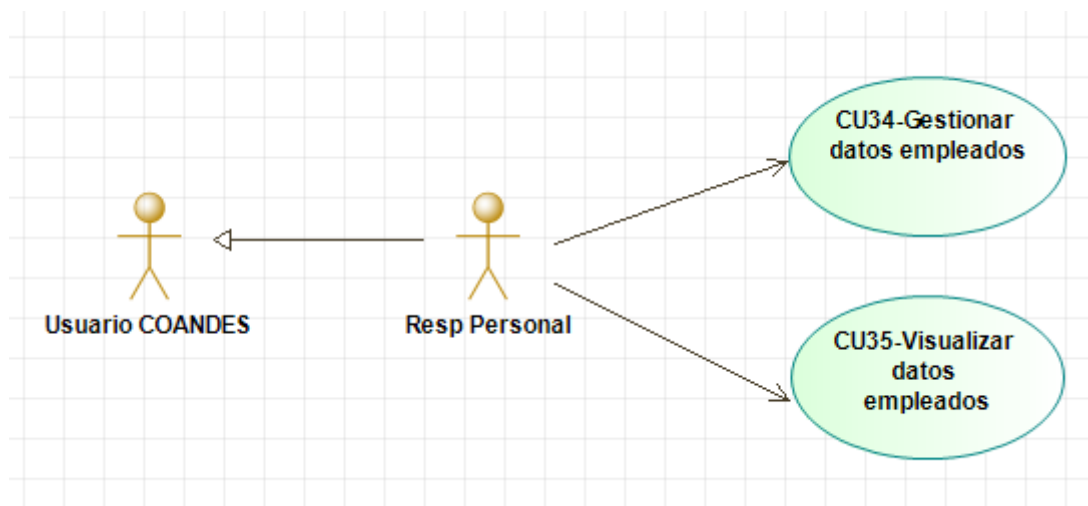 CU34-Gestionar
datos empleados
Usuario COANDES
Resp Personal
CU35-Visualizar
datos
empleados